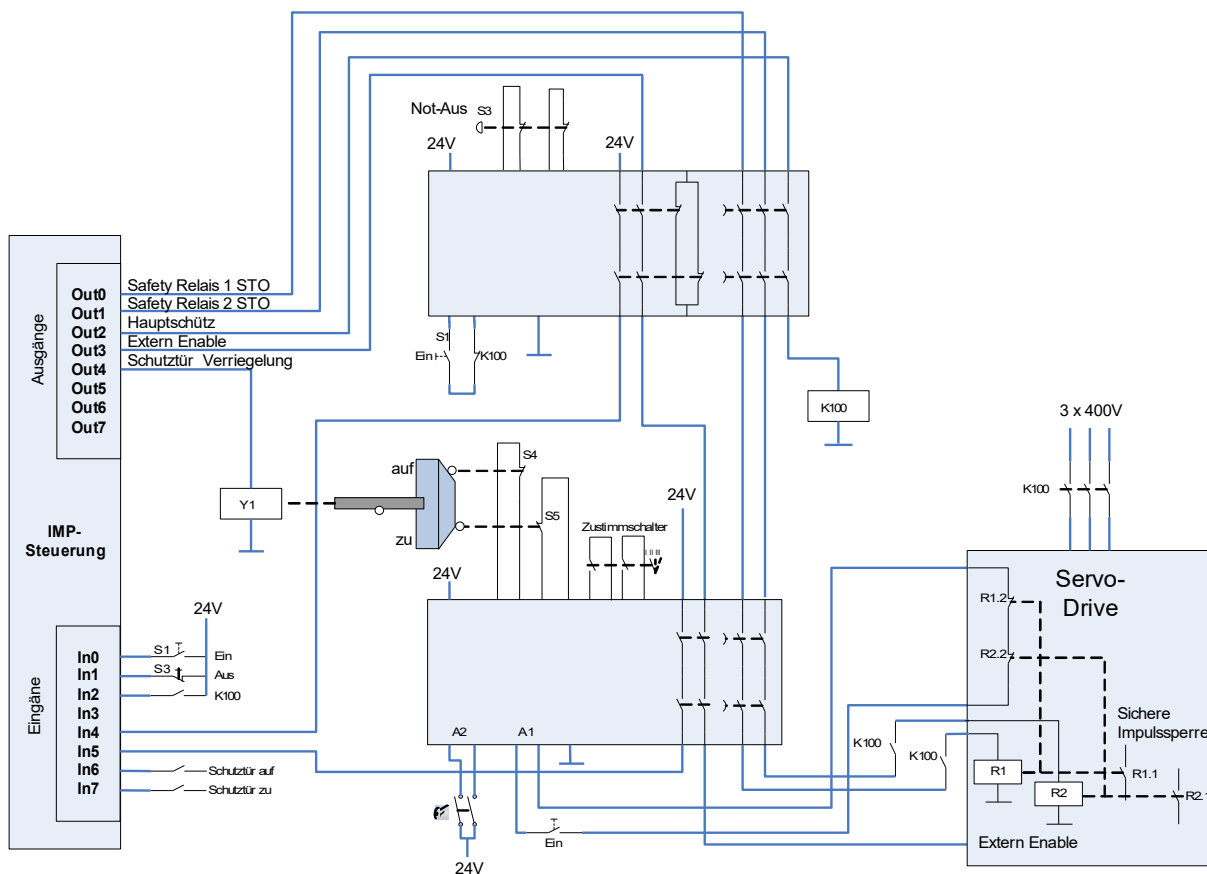 Not-Aus
S3
24V
24V
Ausgänge
Out0
Out1
Out2
Out3
Out4
Out5
Out6
Out7
Safety Relais 1 STO
Safety Relais 2 STO
Hauptschütz
Extern Enable
Schutztür Verriegelung
S1
Ein
K100
K100
3 x 400V
K100
auf
zu
Y1
S4
S5
Zustimmschalter
24V
24V
IMP-
Steuerung
Servo-
Drive
R1.2
R2.2
Sichere
Impulssperre
R1.1
R2.1
R1
R2
K100
K100
Extern Enable
Eingäne
In0
In1
In2
In3
In4
In5
In6
In7
24V
S1
Ein
S3
Aus
K100
Schutztür auf
Schutztür zu
A2
A1
Ein
24V